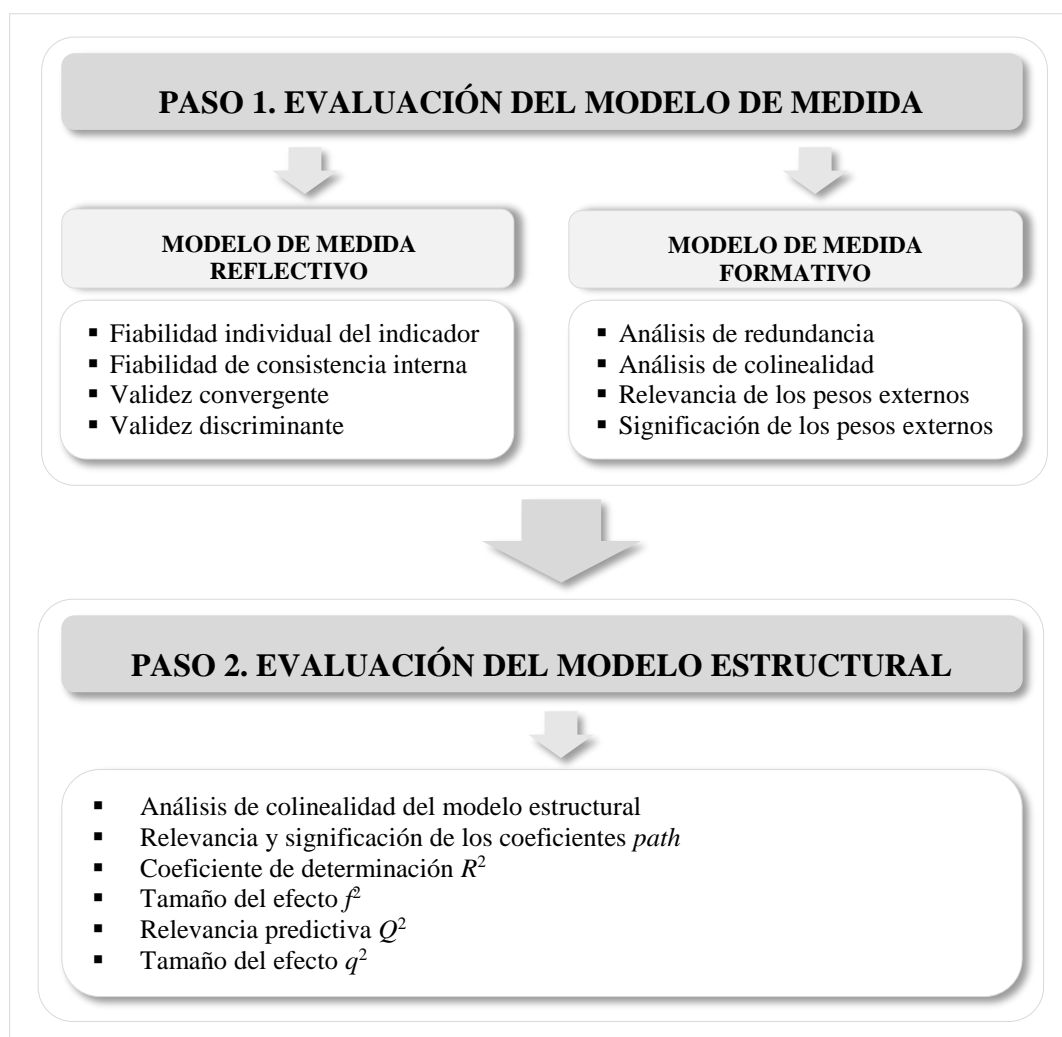 PASO 1. EVALUACIÓN DEL MODELO DE MEDIDA
MODELO DE MEDIDA
REFLECTIVO
▪ Fiabilidad individual del indicador
▪ Fiabilidad de consistencia interna
▪ Validez convergente
▪ Validez discriminante
MODELO DE MEDIDA
FORMATIVO
▪ Análisis de redundancia
▪ Análisis de colinealidad
▪ Relevancia de los pesos externos
▪ Significación de los pesos externos
PASO 2. EVALUACIÓN DEL MODELO ESTRUCTURAL
▪ Análisis de colinealidad del modelo estructural
▪ Relevancia y significación de los coeficientes path
▪ Coeficiente de determinación R²
▪ Tamaño del efecto f²
▪ Relevancia predictiva Q²
▪ Tamaño del efecto q²